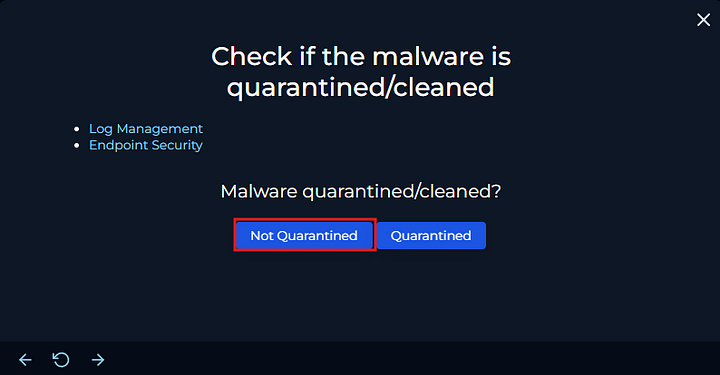 Check if the malware is
quarantined/cleaned
Log Management
Endpoint Security
Malware quarantined/cleaned?
Not Quarantined
Quarantined